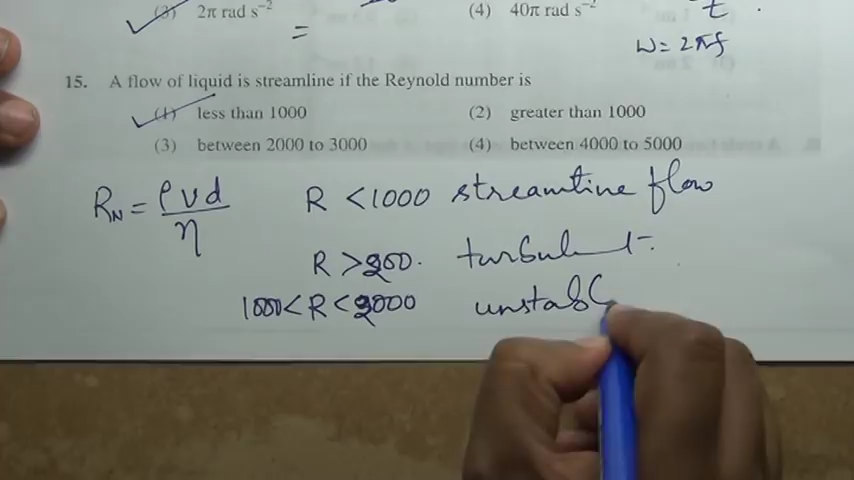 (3) 2π rad s⁻² (4) 40π rad s⁻²
= t
ω = 2πf
15. A flow of liquid is streamline if the Reynold number is
(1) less than 1000 (2) greater than 1000
(3) between 2000 to 3000 (4) between 4000 to 5000
R_N = ρvd/η R < 1000 streamline flow
R > 200. turbulent.
1000 < R < 2000 unstabl